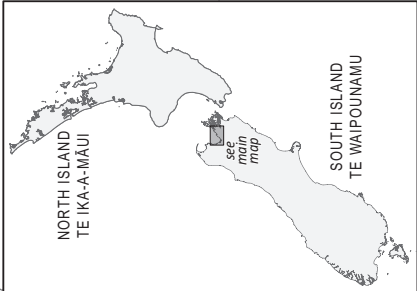 NORTH ISLAND
TE IKA-A-MĀUI
see
main
map
SOUTH ISLAND
TE WAIPOUNAMU